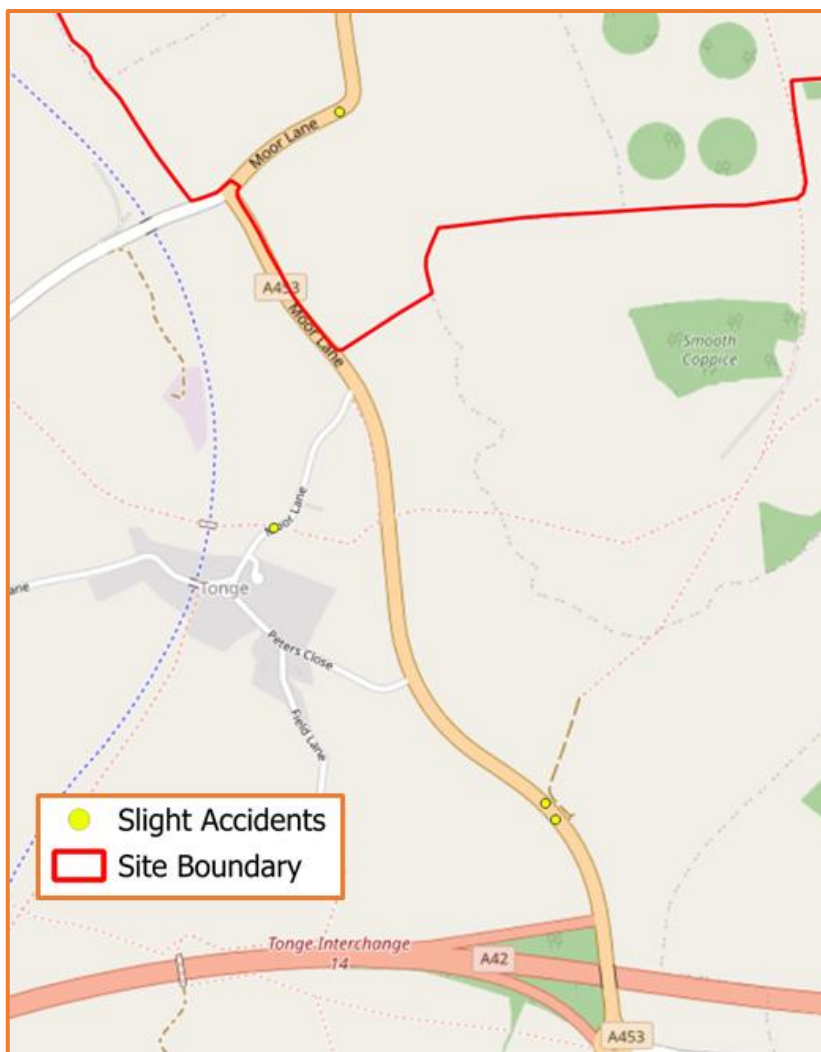 Moor Lane
A453
Moor Lane
Smooth
Coppice
Moor Lane
Tonge
ane
Peters Close
Field Lane
Slight Accidents
Site Boundary
Tonge Interchange
14
A42
A453